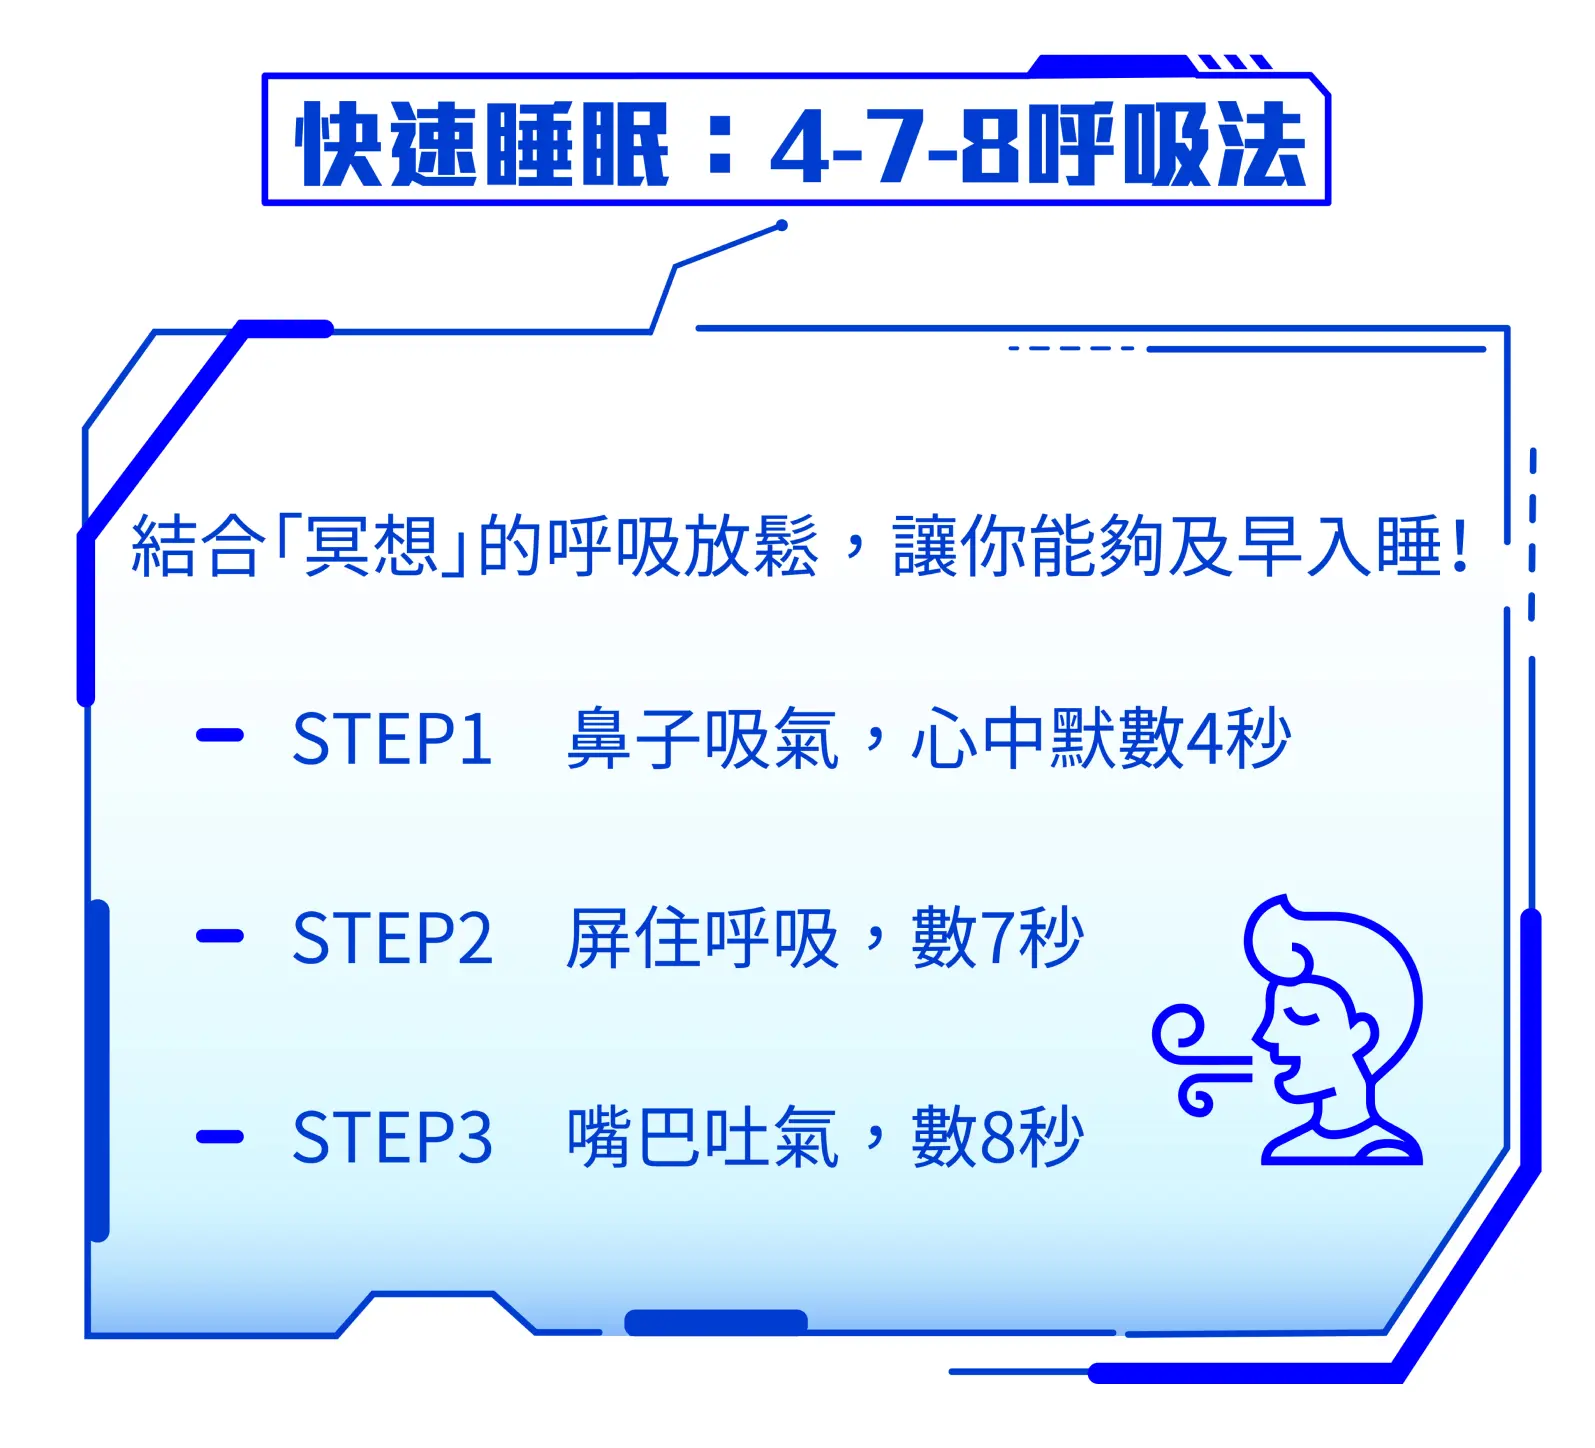 快速睡眠：4-7-8呼吸法
結合「冥想」的呼吸放鬆，讓你能夠及早入睡！
STEP1　鼻子吸氣，心中默數4秒
STEP2　屏住呼吸，數7秒
STEP3　嘴巴吐氣，數8秒